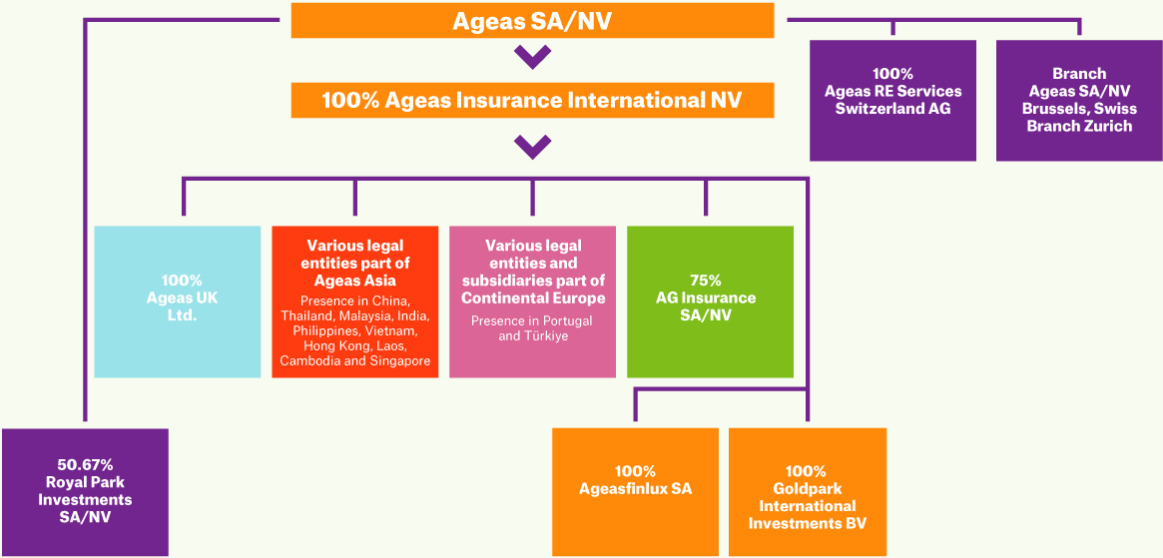 Ageas SA/NV
100% Ageas Insurance International NV
100%
Ageas RE Services
Switzerland AG
Branch
Ageas SA/NV
Brussels, Swiss
Branch Zurich
100%
Ageas UK
Ltd.
Various legal
entities part of
Ageas Asia
Presence in China,
Thailand, Malaysia, India,
Philippines, Vietnam,
Hong Kong, Laos,
Cambodia and Singapore
Various legal
entities and
subsidiaries part of
Continental Europe
Presence in Portugal
and Türkiye
75%
AG Insurance
SA/NV
50.67%
Royal Park
Investments
SA/NV
100%
Ageasfinlux SA
100%
Goldpark
International
Investments BV